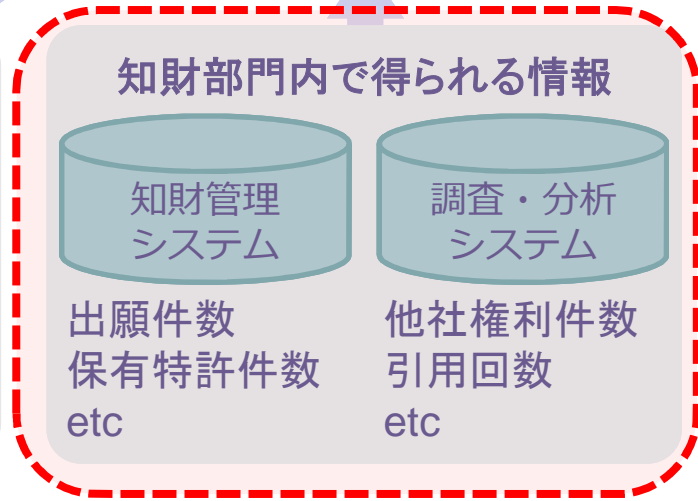 知財部門内で得られる情報
知財管理
システム
出願件数
保有特許件数
etc
調査・分析
システム
他社権利件数
引用回数
etc